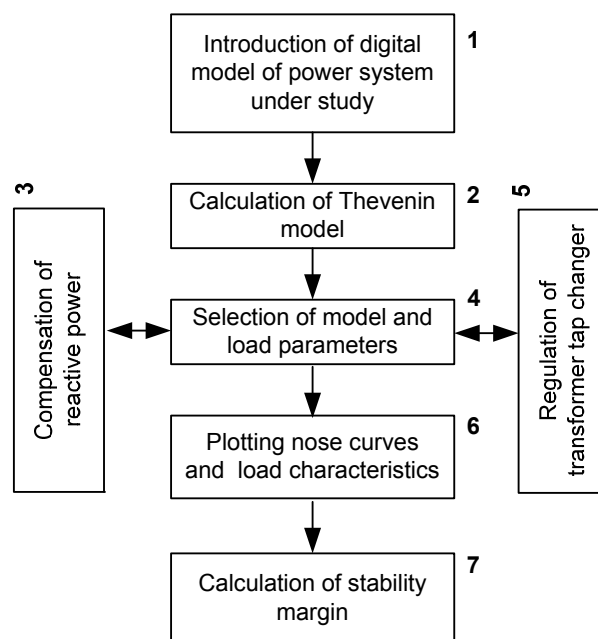 1
Introduction of digital
model of power system
under study
2
Calculation of Thevenin
model
3
Compensation of
reactive power
4
Selection of model and
load parameters
5
Regulation of
transformer tap changer
6
Plotting nose curves
and load characteristics
7
Calculation of stability
margin